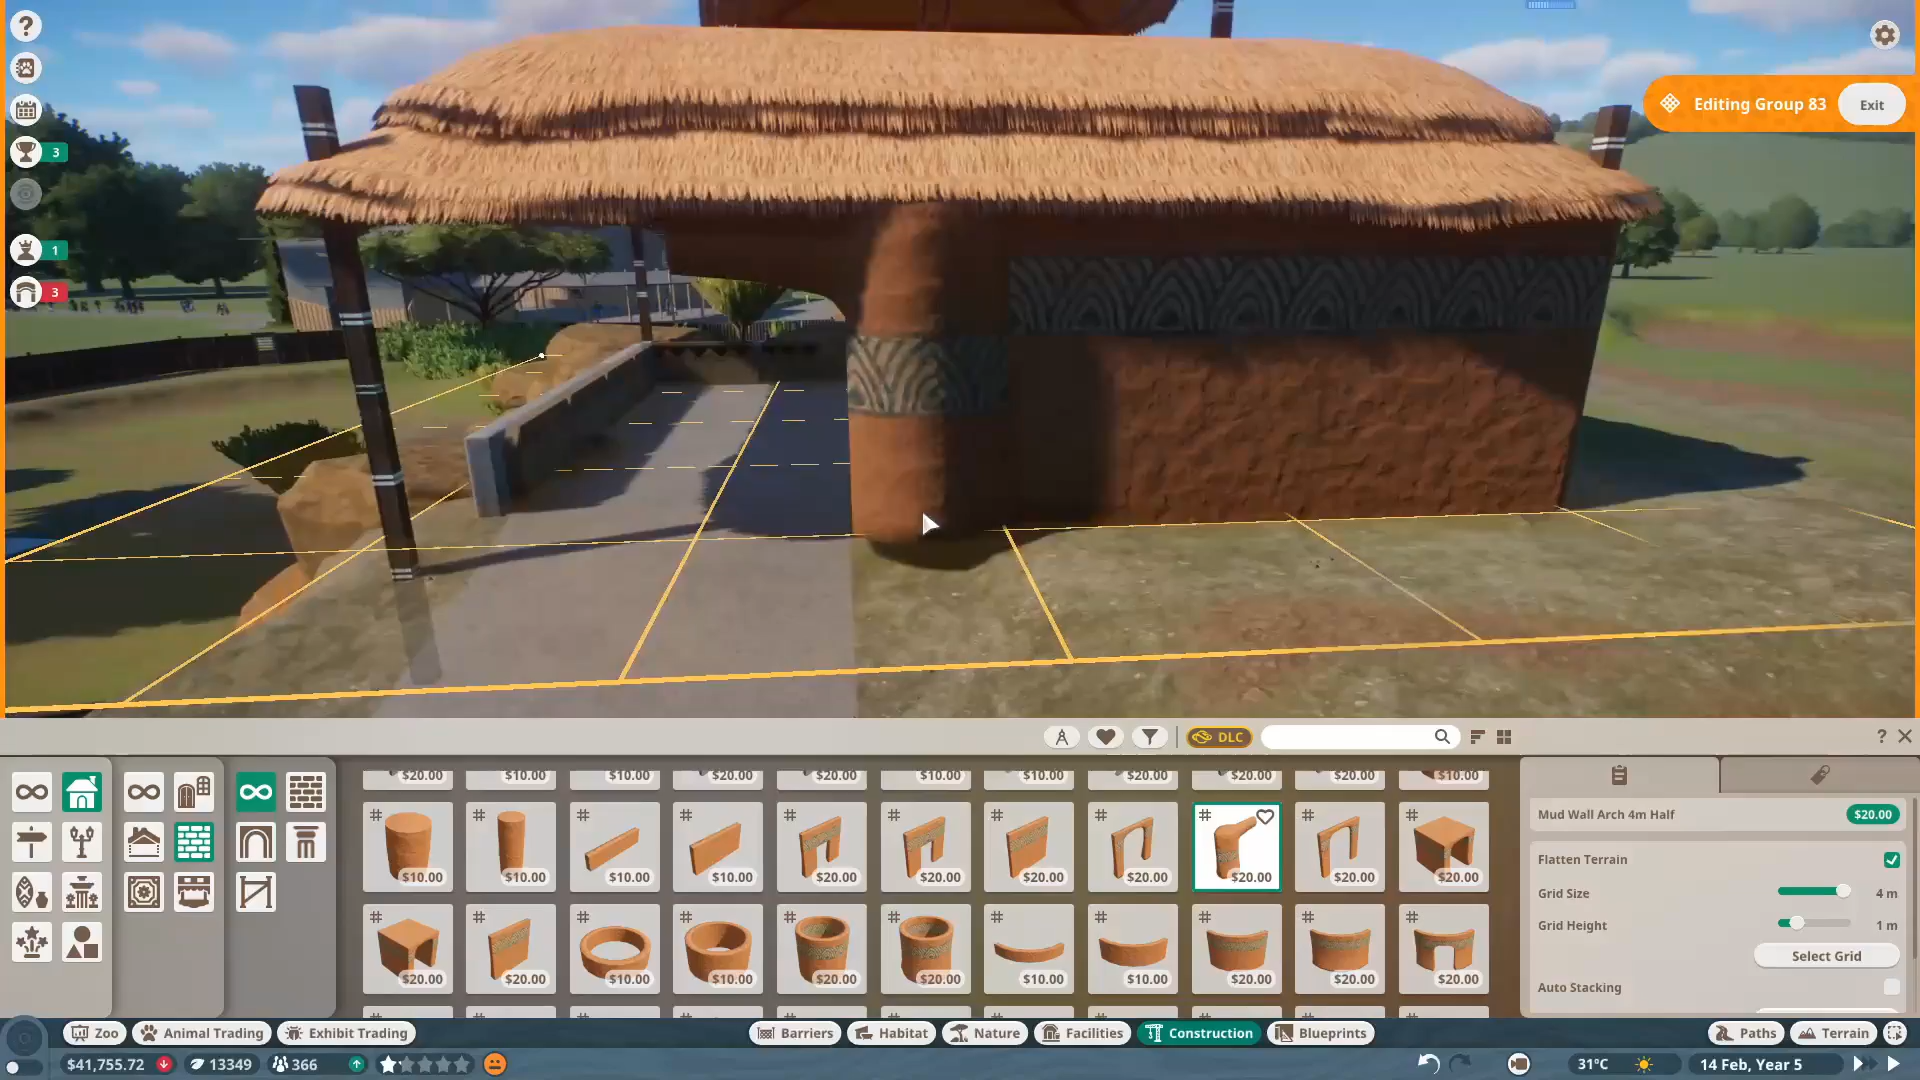 ?
Editing Group 83
Exit
3
1
3
DLC
?
$20.00
$10.00
$10.00
$20.00
$20.00
$10.00
$10.00
$20.00
$20.00
$20.00
$10.00
$10.00
$10.00
$10.00
$10.00
$20.00
$20.00
$20.00
$20.00
$20.00
$20.00
$20.00
$20.00
$20.00
$10.00
$10.00
$20.00
$20.00
$10.00
$10.00
$20.00
$20.00
$20.00
Mud Wall Arch 4m Half
$20.00
Flatten Terrain
Grid Size
4 m
Grid Height
1 m
Select Grid
Auto Stacking
Zoo
Animal Trading
Exhibit Trading
Barriers
Habitat
Nature
Facilities
Construction
Blueprints
Paths
Terrain
$41,755.72
13349
366
31°C
14 Feb, Year 5